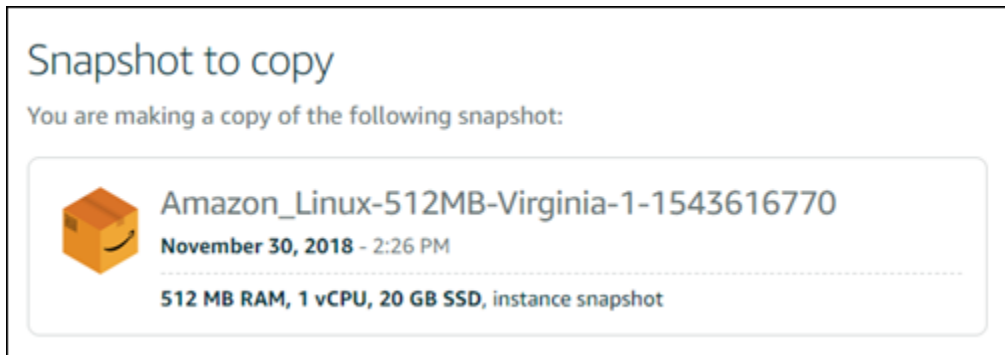 Snapshot to copy
You are making a copy of the following snapshot:
Amazon_Linux-512MB-Virginia-1-1543616770
November 30, 2018 - 2:26 PM
512 MB RAM, 1 vCPU, 20 GB SSD, instance snapshot